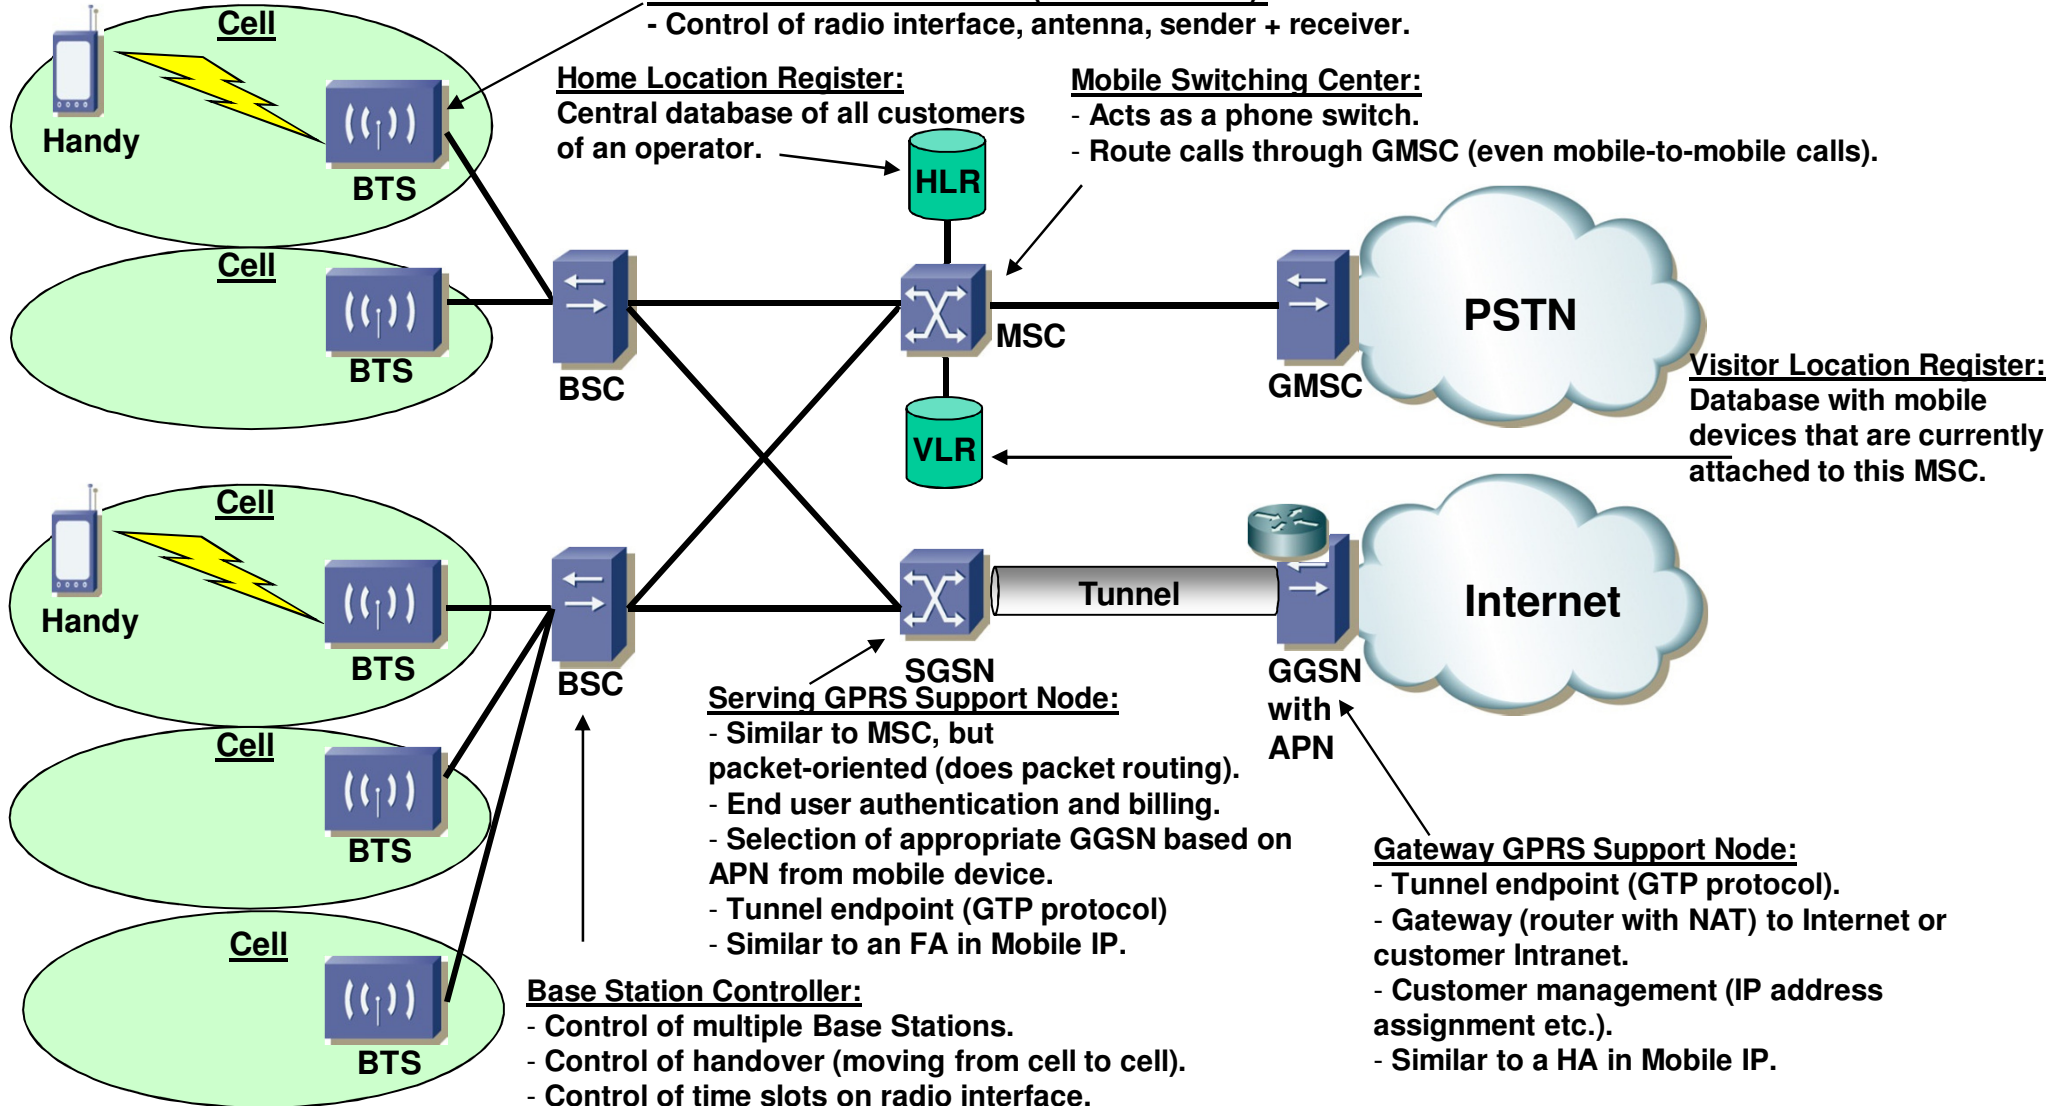 - Control of radio interface, antenna, sender + receiver.
Cell
Handy
BTS
Home Location Register:
Central database of all customers
of an operator.
HLR
Mobile Switching Center:
- Acts as a phone switch.
- Route calls through GMSC (even mobile-to-mobile calls).
Cell
BTS
BSC
MSC
GMSC
PSTN
VLR
Visitor Location Register:
Database with mobile
devices that are currently
attached to this MSC.
Cell
Handy
BTS
BSC
SGSN
Tunnel
GGSN
with
APN
Internet
Serving GPRS Support Node:
- Similar to MSC, but
packet-oriented (does packet routing).
- End user authentication and billing.
- Selection of appropriate GGSN based on
APN from mobile device.
- Tunnel endpoint (GTP protocol)
- Similar to an FA in Mobile IP.
Cell
BTS
Cell
BTS
Base Station Controller:
- Control of multiple Base Stations.
- Control of handover (moving from cell to cell).
- Control of time slots on radio interface.
Gateway GPRS Support Node:
- Tunnel endpoint (GTP protocol).
- Gateway (router with NAT) to Internet or
customer Intranet.
- Customer management (IP address
assignment etc.).
- Similar to a HA in Mobile IP.